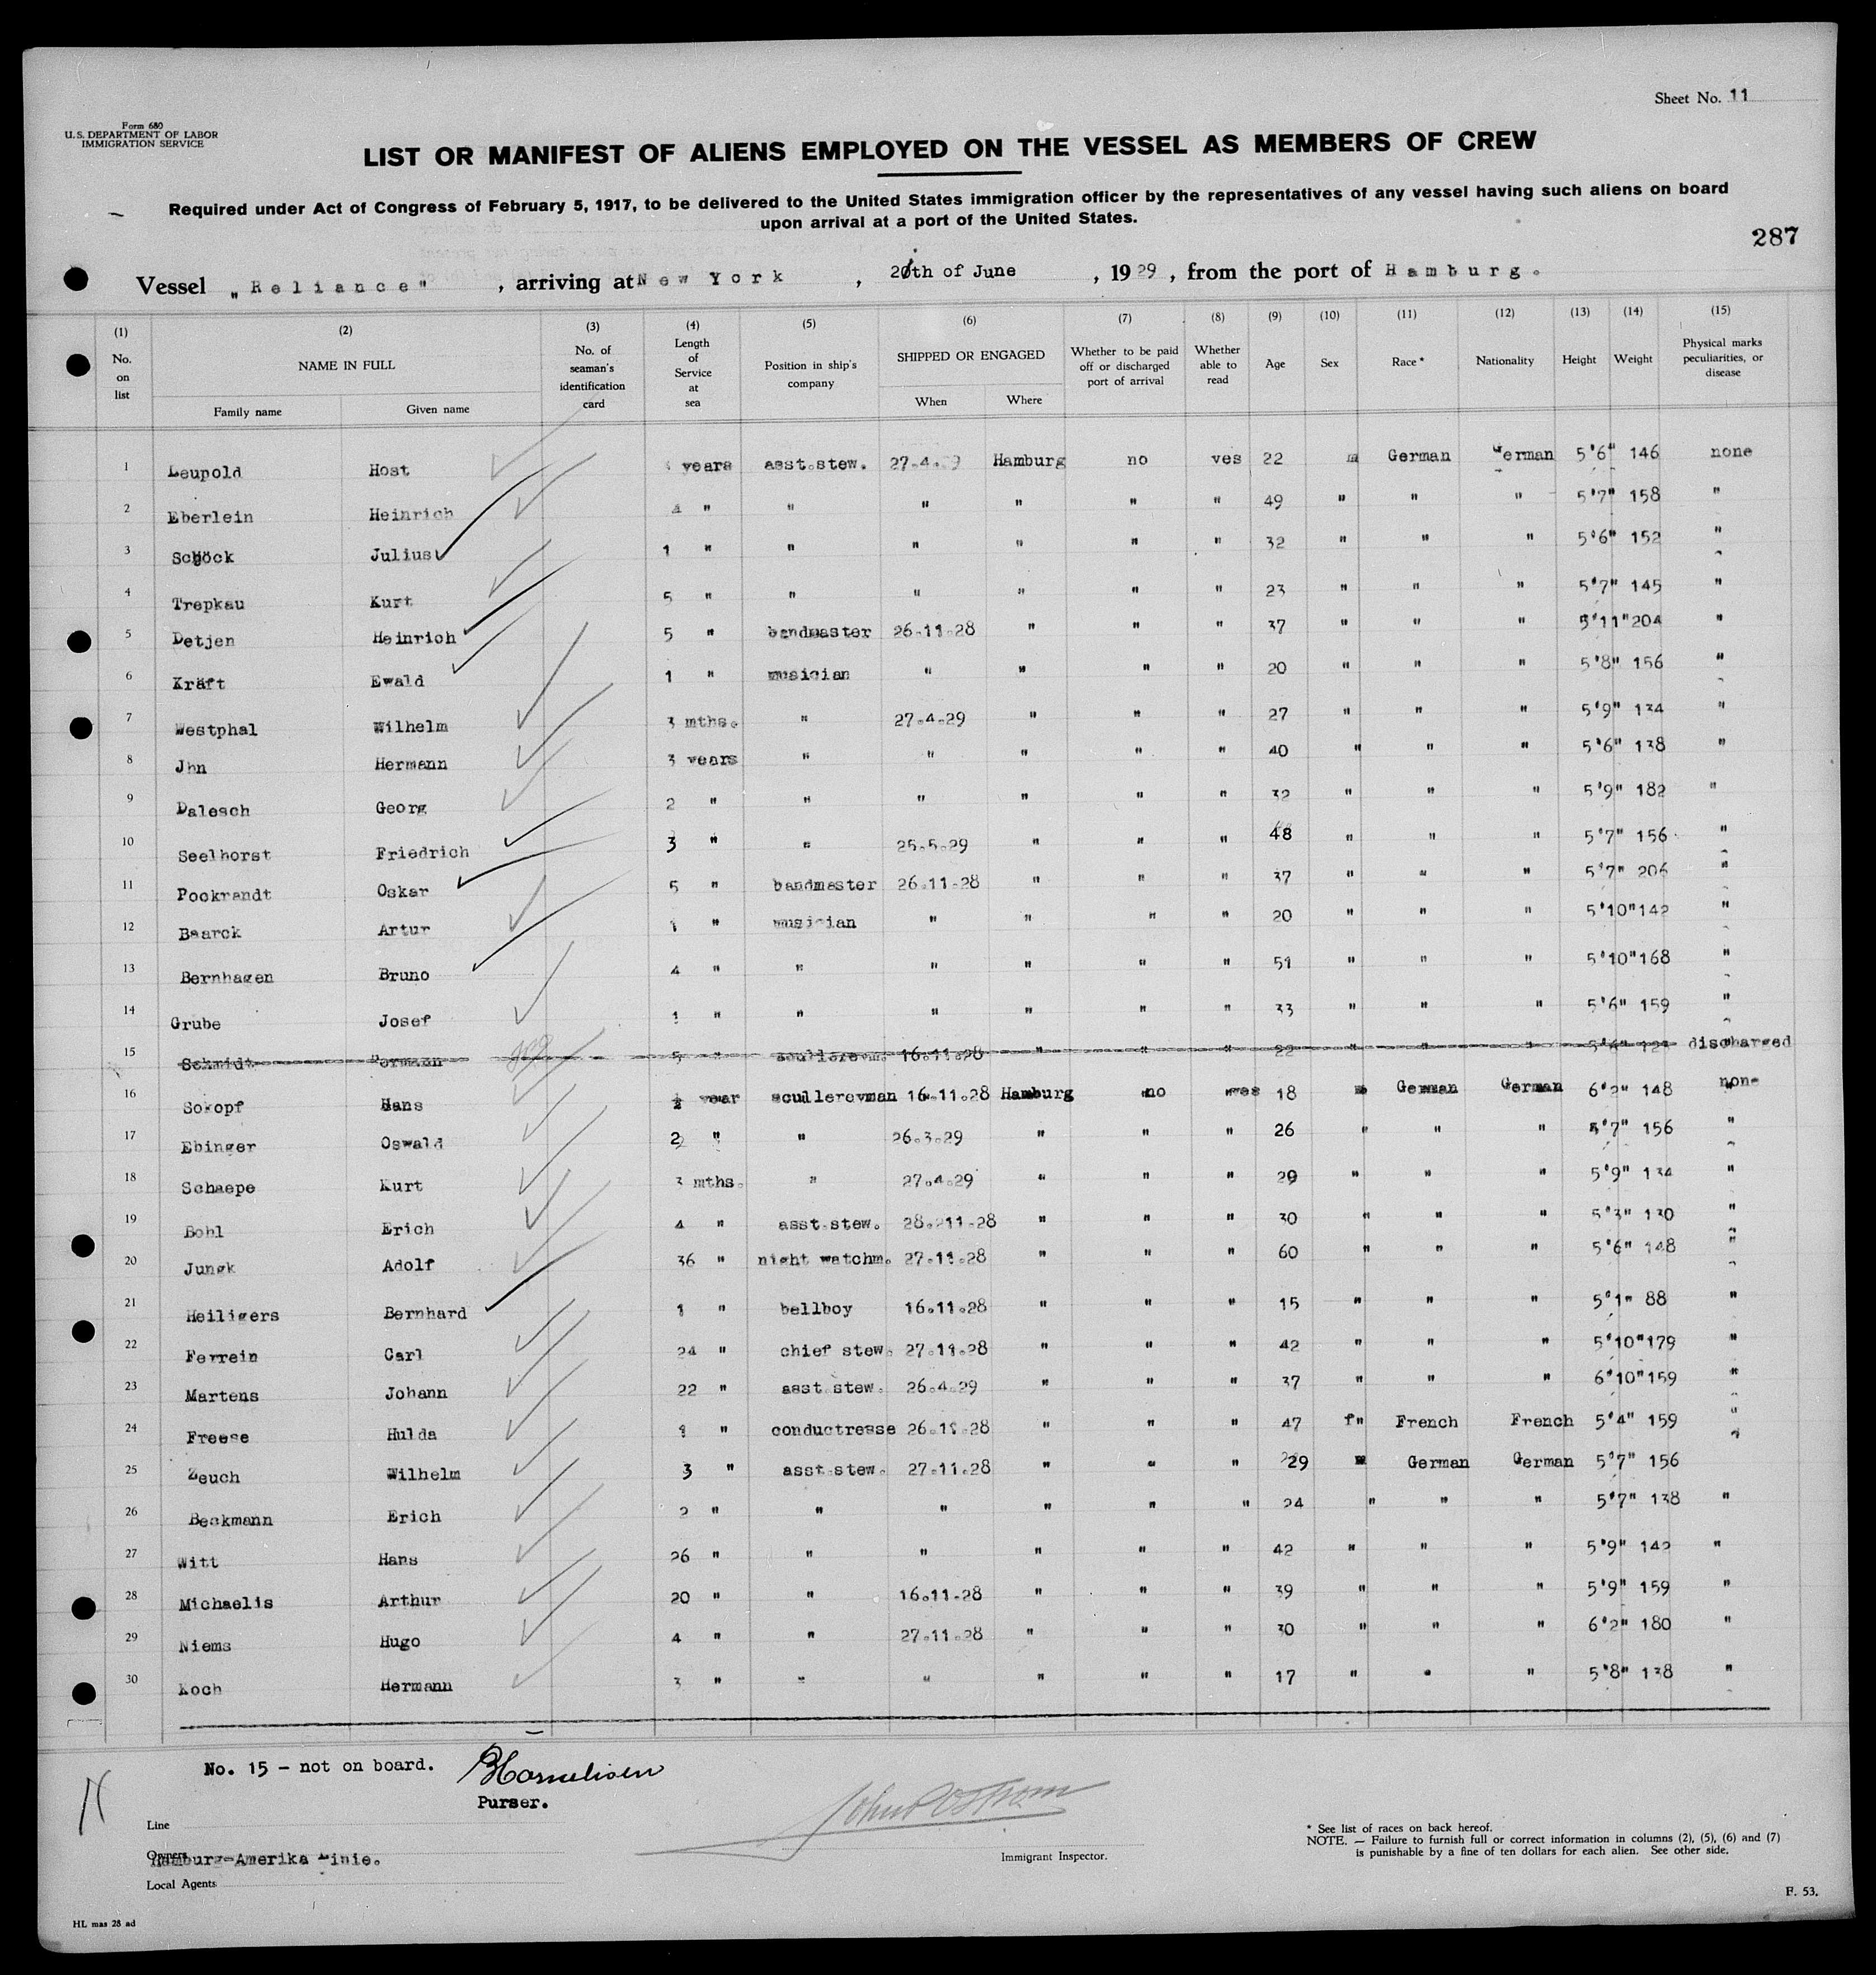 Sheet No. 11
Form 680
U.S. DEPARTMENT OF LABOR
IMMIGRATION SERVICE
LIST OR MANIFEST OF ALIENS EMPLOYED ON THE VESSEL AS MEMBERS OF CREW
Required under Act of Congress of February 5, 1917, to be delivered to the United States immigration officer by the representatives of any vessel having such aliens on board
upon arrival at a port of the United States.
287
Vessel „Reliance", arriving at New York, 20th of June, 1929, from the port of Hamburg.
(1) (2) (3) (4) (5) (6) (7) (8) (9) (10) (11) (12) (13) (14) (15)
No. on list NAME IN FULL Family name Given name No. of seaman's identification card Length of Service at sea Position in ship's company SHIPPED OR ENGAGED When Where Whether to be paid off or discharged port of arrival Whether able to read Age Sex Race* Nationality Height Weight Physical marks peculiarities, or disease
1 Leupold Host years asst.stew. 27.4.29 Hamburg no yes 22 m German German 5'6" 146 none
2 Eberlein Heinrich 4 " " " " " " 49 " " " 5'7" 158 "
3 Schöck Julius 1 " " " " " " 32 " " " 5'6" 152 "
4 Trepkau Kurt 5 " " " " " " 23 " " " 5'7" 145 "
5 Detjen Heinrich 5 " bandmaster 26.11.28 " " " 37 " " " 5'11" 204 "
6 Kräft Ewald 1 " musician " " " " 20 " " " 5'8" 156 "
7 Westphal Wilhelm 3 mths. " 27.4.29 " " " 27 " " " 5'9" 134 "
8 Jhn Hermann 3 years " " " " " 40 " " " 5'6" 138 "
9 Dalesch Georg 2 " " " " " " 32 " " " 5'9" 182 "
10 Seelhorst Friedrich 3 " " 25.5.29 " " " 48 " " " 5'7" 156 "
11 Pockrandt Oskar 5 " bandmaster 26.11.28 " " " 37 " " " 5'7" 206 "
12 Baarck Artur 1 " musician " " " " 20 " " " 5'10" 142 "
13 Bernhagen Bruno 4 " " " " " " 51 " " " 5'10" 168 "
14 Grube Josef 1 " " " " " " 33 " " " 5'6" 159 "
15 Schmidt Hermann 5 " scullerym. 16.11.28 " " " 22 " " " discharged
16 Sokopf Hans ½ year sculleryman 16.11.28 Hamburg no yes 18 m German German 6'2" 148 none
17 Ebinger Oswald 2 " " 26.3.29 " " " 26 " " " 5'7" 156 "
18 Schaepe Kurt 3 mths. " 27.4.29 " " " 29 " " " 5'9" 134 "
19 Bohl Erich 4 " asst.stew. 28.11.28 " " " 30 " " " 5'3" 130 "
20 Jungk Adolf 36 " night watchm. 27.11.28 " " " 60 " " " 5'6" 148 "
21 Heiligers Bernhard 1 " bellboy 16.11.28 " " " 15 " " " 5'1" 88 "
22 Ferrein Carl 24 " chief stew. 27.11.28 " " " 42 " " " 5'10" 179 "
23 Martens Johann 22 " asst stew. 26.4.29 " " " 37 " " " 6'10" 159 "
24 Freese Hulda 1 " conductresse 26.11.28 " " " 47 f" French French 5'4" 159 "
25 Zeuch Wilhelm 3 " asst.stew. 27.11.28 " " " 29 m German German 5'7" 156
26 Beakmann Erich 2 " " " " " " 24 " " " 5'7" 138 "
27 Witt Hans 26 " " " " " " 42 " " " 5'9" 142 "
28 Michaelis Arthur 20 " " 16.11.28 " " " 39 " " " 5'9" 159 "
29 Niems Hugo 4 " " 27.11.28 " " " 30 " " " 6'2" 180 "
30 Koch Hermann 3 " " " " " " 17 " " " 5'8" 138 "
No. 15 - not on board.
Purser.
Line
Owners Hamburg-Amerika Linie.
Local Agents
Immigrant Inspector.
* See list of races on back hereof.
NOTE. — Failure to furnish full or correct information in columns (2), (5), (6) and (7)
is punishable by a fine of ten dollars for each alien. See other side.
F. 53.
HL mas 28 ad